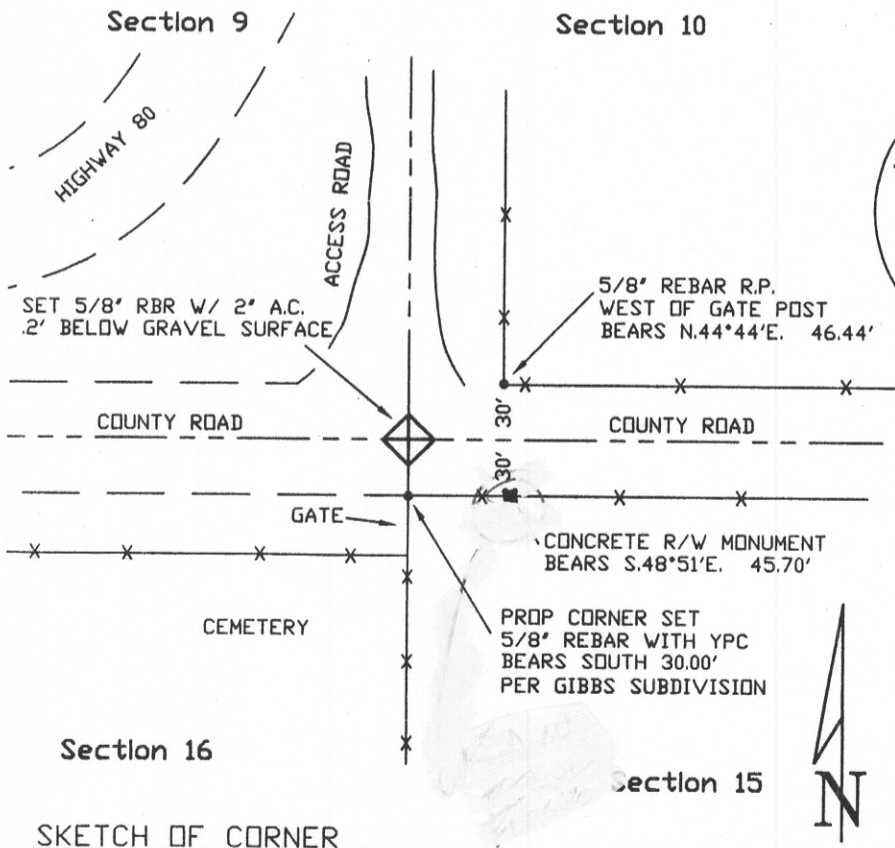 Section 9
Section 10
HIGHWAY 80
ACCESS ROAD
SET 5/8" RBR W/ 2" A.C.
.2' BELOW GRAVEL SURFACE
5/8" REBAR R.P.
WEST OF GATE POST
BEARS N.44°44'E. 46.44'
COUNTY ROAD
30'
COUNTY ROAD
30'
GATE
CONCRETE R/W MONUMENT
BEARS S.48°51'E. 45.70'
CEMETERY
PROP CORNER SET
5/8" REBAR WITH YPC
BEARS SOUTH 30.00'
PER GIBBS SUBDIVISION
Section 16
Section 15
N
SKETCH OF CORNER